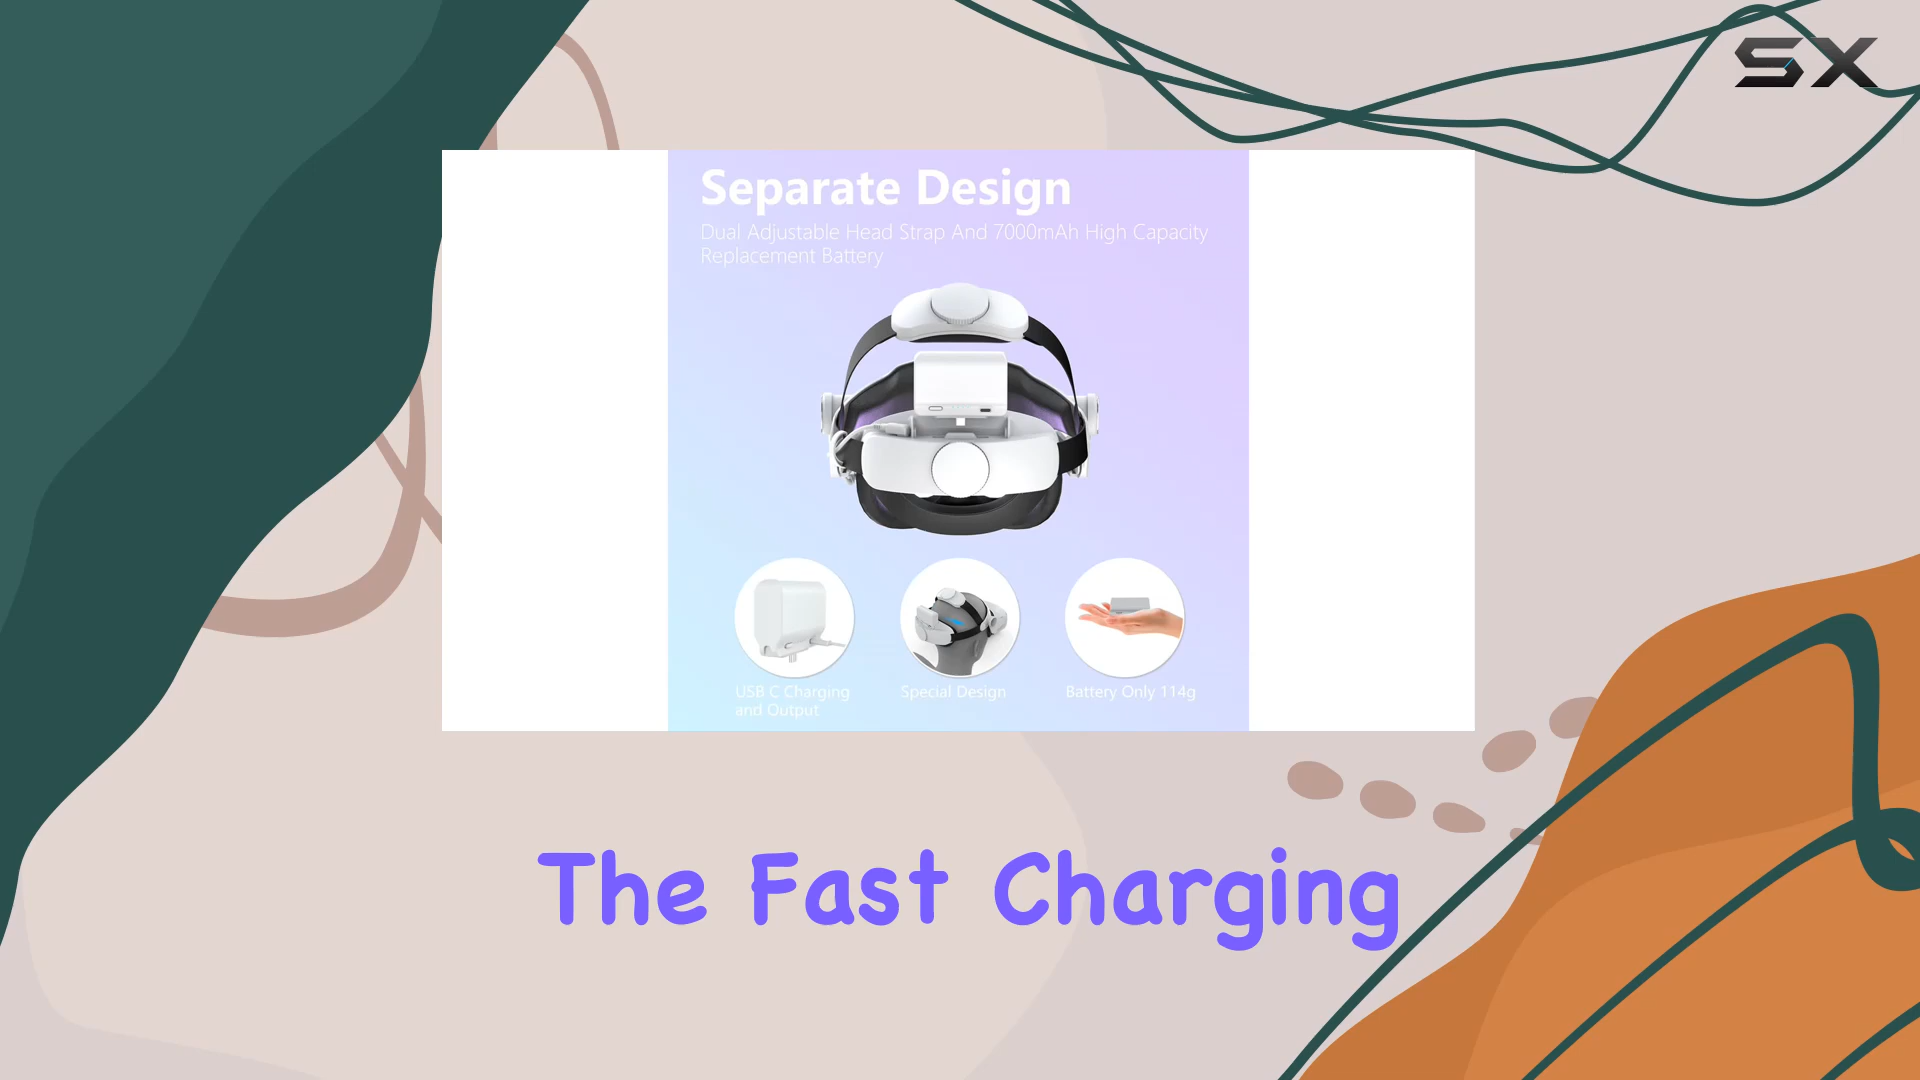 SX
Separate Design
Dual Adjustable Head Strap And 7000mAh High Capacity
Replacement Battery
USB C Charging
and Output
Special Design
Battery Only 114g
The Fast Charging